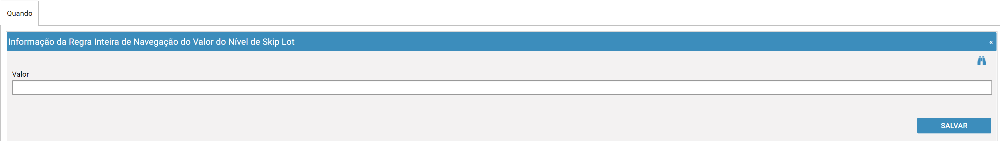 Quando
Informação da Regra Inteira de Navegação do Valor do Nível de Skip Lot «
Valor
SALVAR